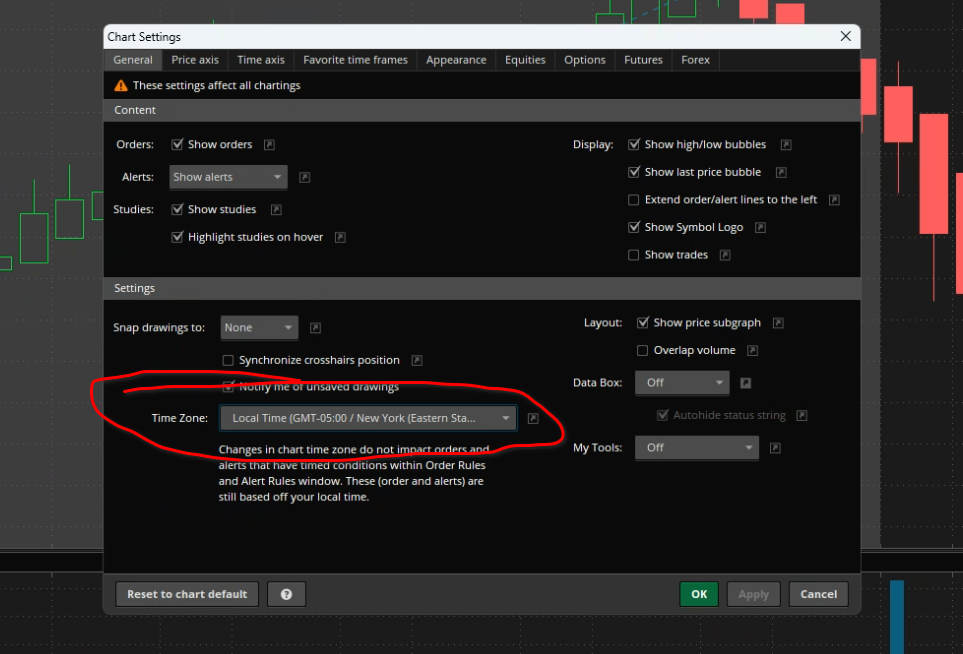 Chart Settings
General Price axis Time axis Favorite time frames Appearance Equities Options Futures Forex
These settings affect all chartings
Content
Orders: Show orders
Alerts: Show alerts
Studies: Show studies
Highlight studies on hover
Display: Show high/low bubbles
Show last price bubble
Extend order/alert lines to the left
Show Symbol Logo
Show trades
Settings
Snap drawings to: None
Synchronize crosshairs position
Notify me of unsaved drawings
Time Zone: Local Time (GMT-05:00 / New York (Eastern Sta...
Changes in chart time zone do not impact orders and
alerts that have timed conditions within Order Rules
and Alert Rules window. These (order and alerts) are
still based off your local time.
Layout: Show price subgraph
Overlap volume
Data Box: Off
Autohide status string
My Tools: Off
Reset to chart default ? OK Apply Cancel